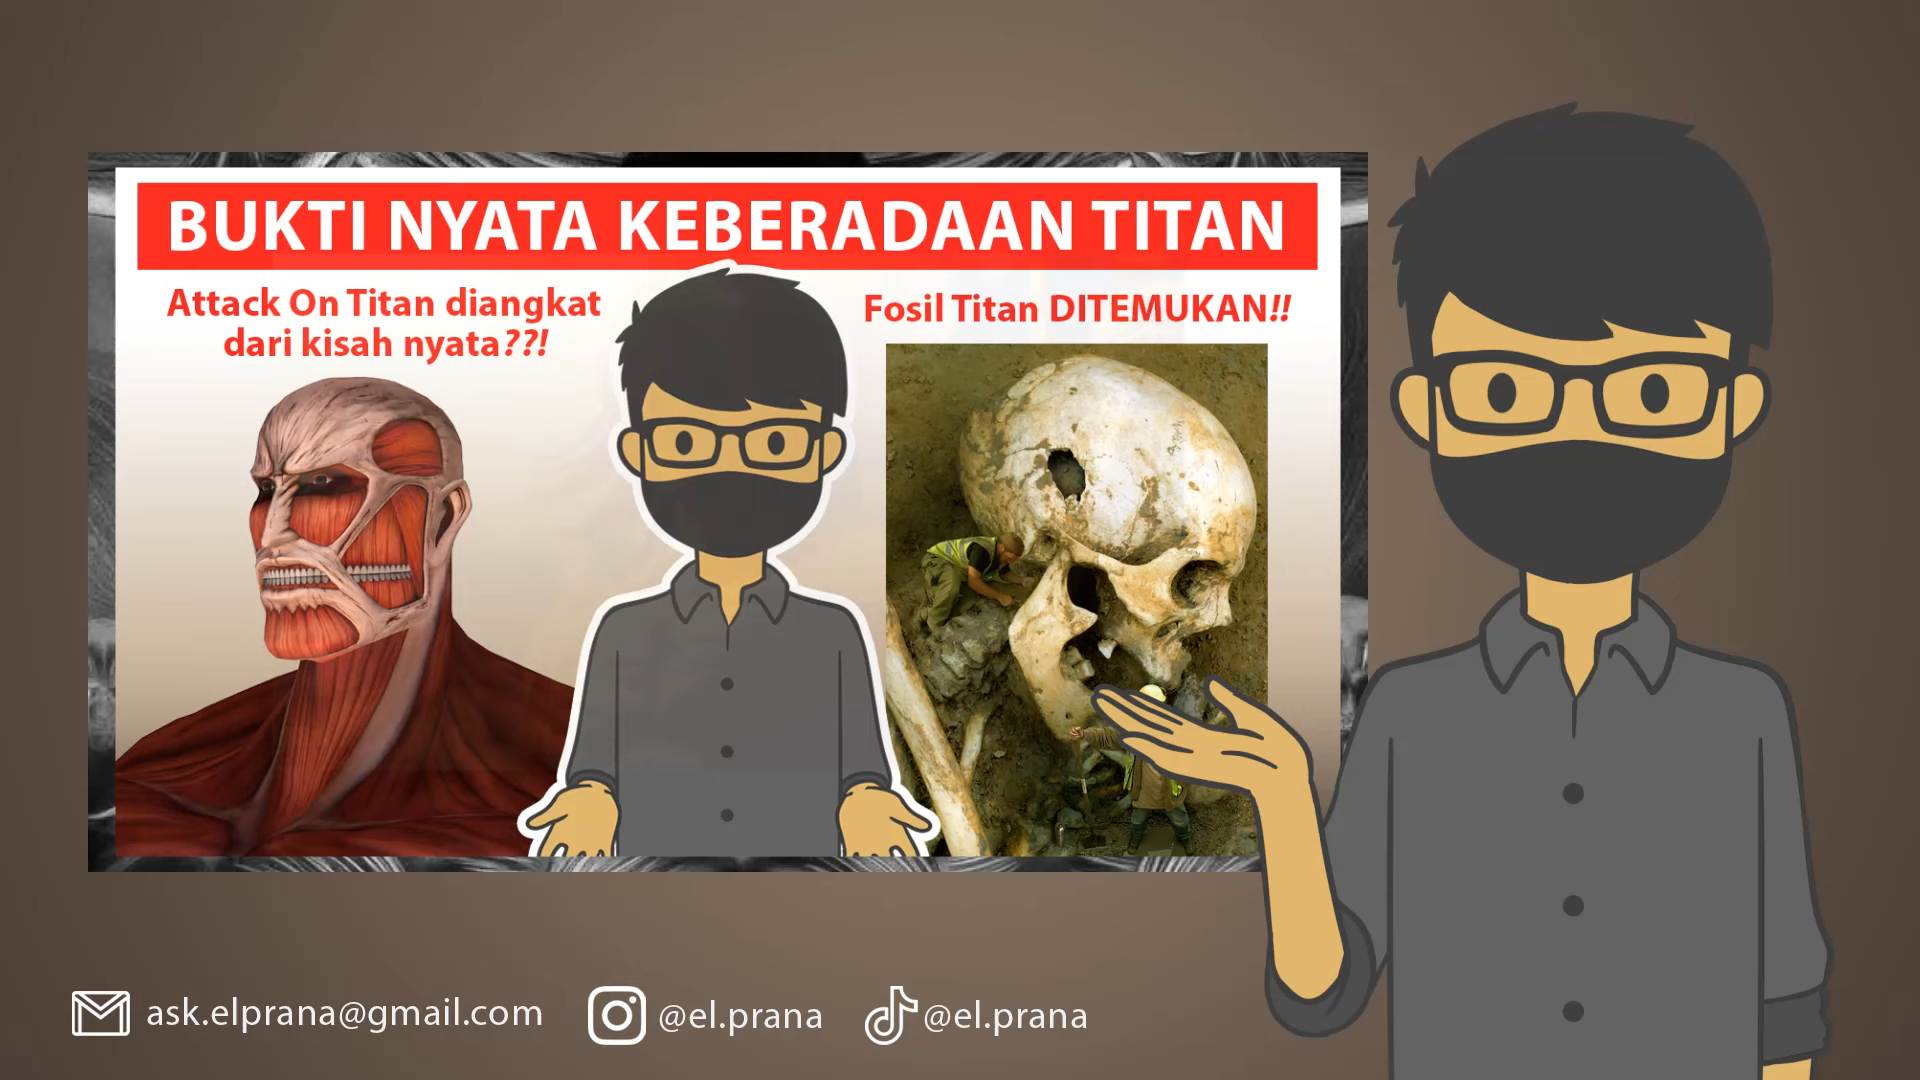 BUKTI NYATA KEBERADAAN TITAN
Attack On Titan diangkat
dari kisah nyata??!
Fosil Titan DITEMUKAN!!
ask.elprana@gmail.com
@el.prana
@el.prana